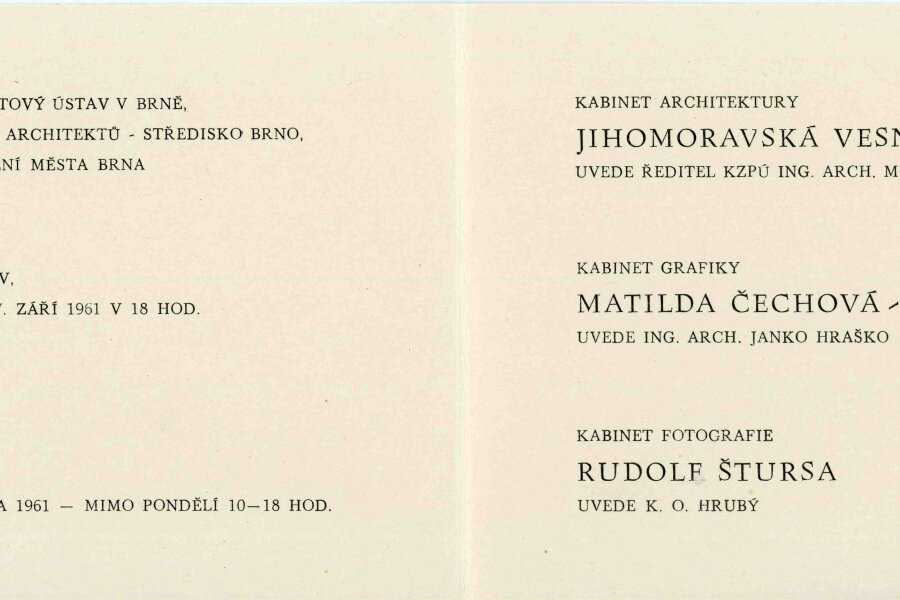 TOVÝ ÚSTAV V BRNĚ,
ARCHITEKTŮ - STŘEDISKO BRNO,
ENÍ MĚSTA BRNA
V,
. ZÁŘÍ 1961 V 18 HOD.
A 1961 — MIMO PONDĚLÍ 10—18 HOD.
KABINET ARCHITEKTURY
JIHOMORAVSKÁ VESN
UVEDE ŘEDITEL KZPÚ ING. ARCH. M
KABINET GRAFIKY
MATILDA ČECHOVÁ -
UVEDE ING. ARCH. JANKO HRAŠKO
KABINET FOTOGRAFIE
RUDOLF ŠTURSA
UVEDE K. O. HRUBÝ